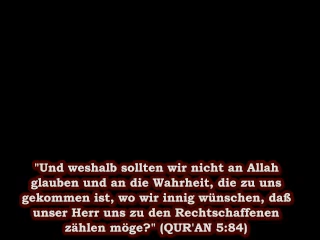 "Und weshalb sollten wir nicht an Allah
glauben und an die Wahrheit, die zu uns
gekommen ist, wo wir innig wünschen, daß
unser Herr uns zu den Rechtschaffenen
zählen möge?" (QUR'AN 5:84)